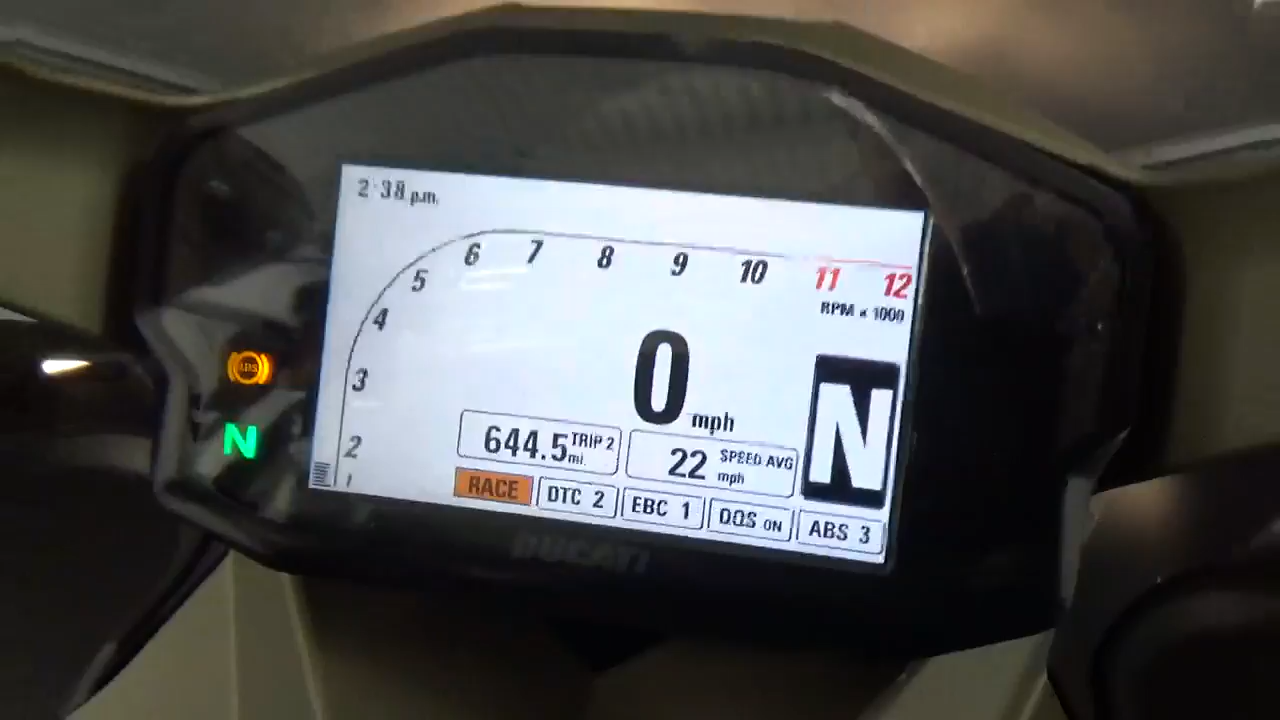 2:38 p.m.
1 2 3 4 5 6 7 8 9 10 11 12
RPM x 1000
0 mph
N
644.5 TRIP 2 mi.
22 SPEED AVG mph
RACE DTC 2 EBC 1 DQS ON ABS 3
ABS
N
DUCATI